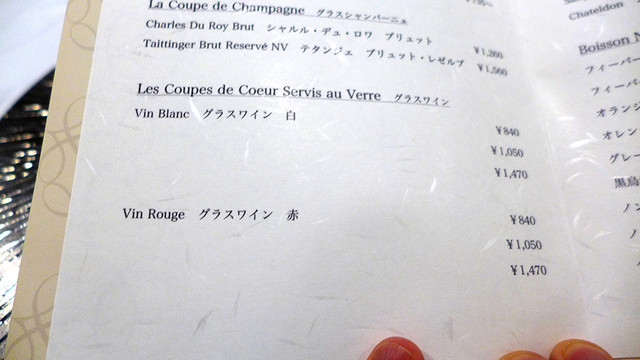 La Coupe de Champagne グラスシャンパーニュ
Charles Du Roy Brut シャルル・デュ・ロワ ブリュット
¥1,260
Taittinger Brut Reservé NV テタンジェ ブリュット・レゼルブ
¥1,560
Les Coupes de Coeur Servis au Verre グラスワイン
Vin Blanc グラスワイン 白
¥840
¥1,050
¥1,470
Vin Rouge グラスワイン 赤
¥840
¥1,050
¥1,470
Chateldon
Boisson
フィーバー
フィーバー
オランジ
オレン
グレー
黒烏
ノン